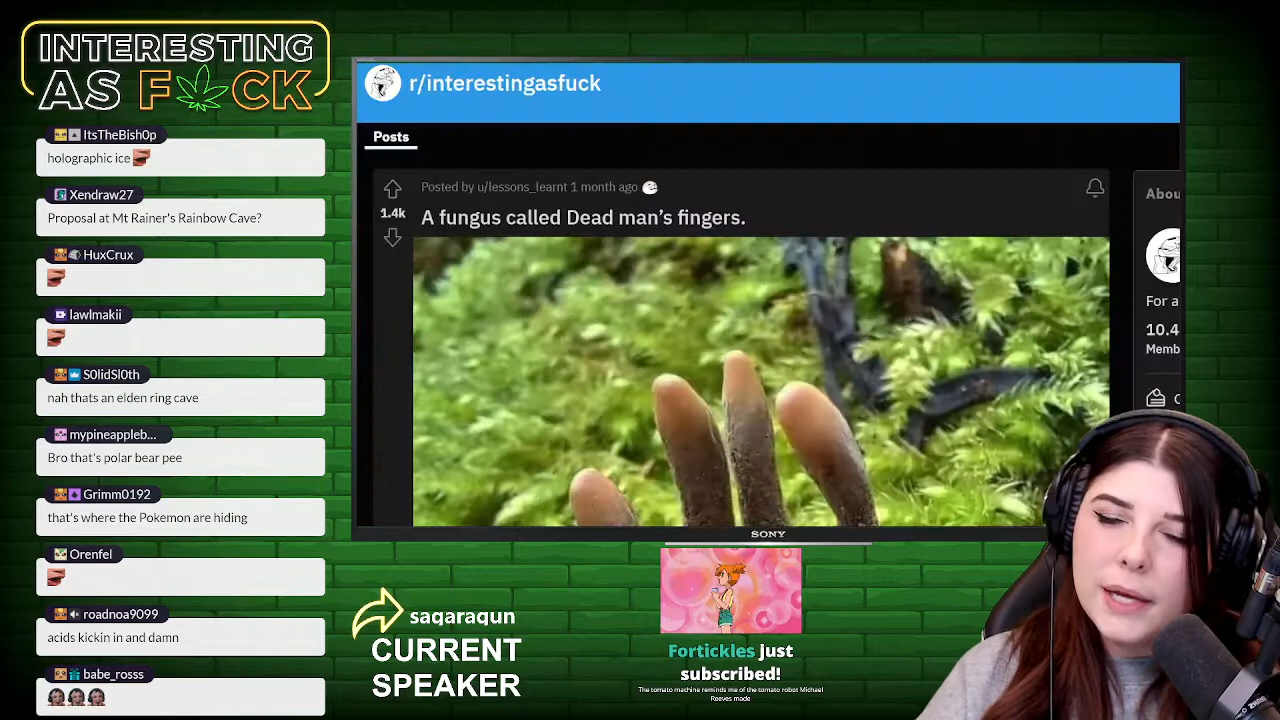 INTERESTING
AS F CK
ItsTheBish0p
holographic ice
Xendraw27
Proposal at Mt Rainer's Rainbow Cave?
HuxCrux
lawlmakii
S0lidSl0th
nah thats an elden ring cave
mypineappleb...
Bro that's polar bear pee
Grimm0192
that's where the Pokemon are hiding
Orenfel
roadnoa9099
acids kickin in and damn
babe_rosss
r/interestingasfuck
Posts
Posted by u/lessons_learnt 1 month ago
1.4k
A fungus called Dead man's fingers.
Abou
For a
10.4
Memb
C
SONY
saqaraqun
CURRENT
SPEAKER
Fortickles just
subscribed!
The tomato machine reminds me of the tomato robot Michael
Reeves made